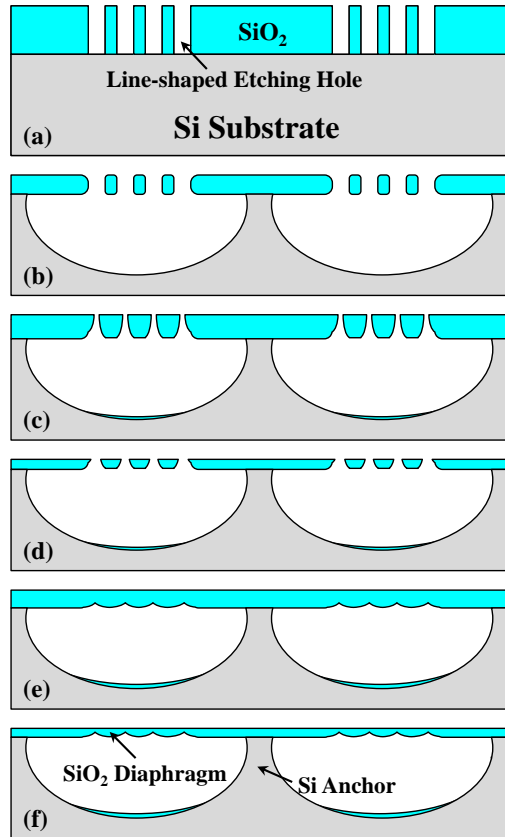 SiO₂
Line-shaped Etching Hole
Si Substrate
(a)
(b)
(c)
(d)
(e)
SiO₂ Diaphragm
Si Anchor
(f)